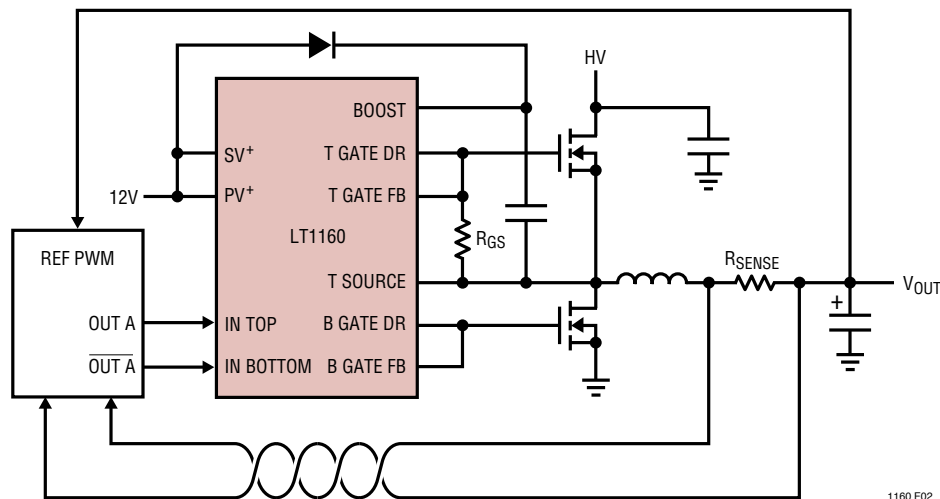 HV
BOOST
SV+
T GATE DR
12V
PV+
T GATE FB
LT1160
RGS
REF PWM
T SOURCE
RSENSE
VOUT
+
OUT A
IN TOP
B GATE DR
OUT A
IN BOTTOM
B GATE FB
1160 F02